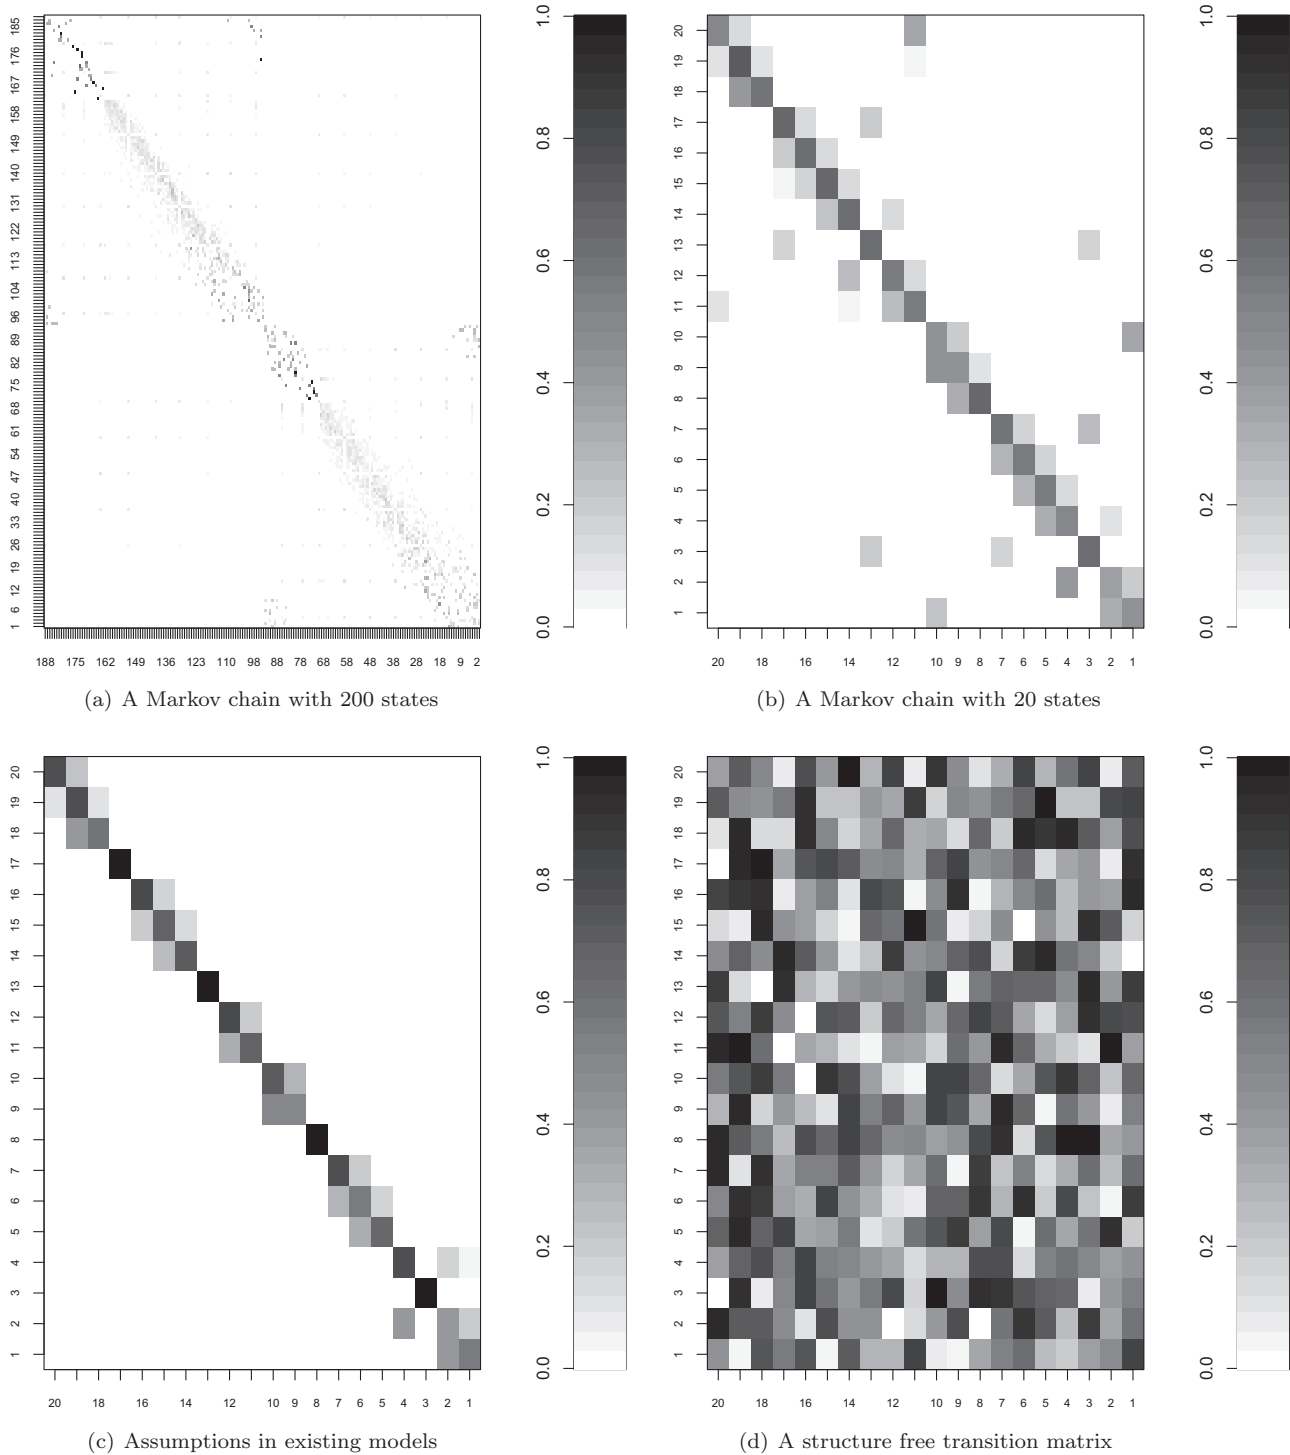 185 176 167 158 149 140 131 122 113 104 96 89 82 75 68 61 54 47 40 33 26 19 12 6 1
188 175 162 149 136 123 110 98 88 78 68 58 48 38 28 18 9 2
1.0 0.8 0.6 0.4 0.2 0.0
(a) A Markov chain with 200 states
20 19 18 17 16 15 14 13 12 11 10 9 8 7 6 5 4 3 2 1
20 18 14 12 10 9 8 7 6 5 4 3 2 1
1.0 0.8 0.6 0.4 0.2 0.0
(b) A Markov chain with 20 states
20 19 18 17 16 15 14 13 12 11 10 9 8 7 6 5 4 3 2 1
20 18 14 12 10 9 8 7 6 5 4 3 2 1
1.0 0.8 0.6 0.4 0.2 0.0
(c) Assumptions in existing models
20 19 18 17 16 15 14 13 12 11 10 9 8 7 6 5 4 3 2 1
20 18 14 12 10 9 8 7 6 5 4 3 2 1
1.0 0.8 0.6 0.4 0.2 0.0
(d) A structure free transition matrix